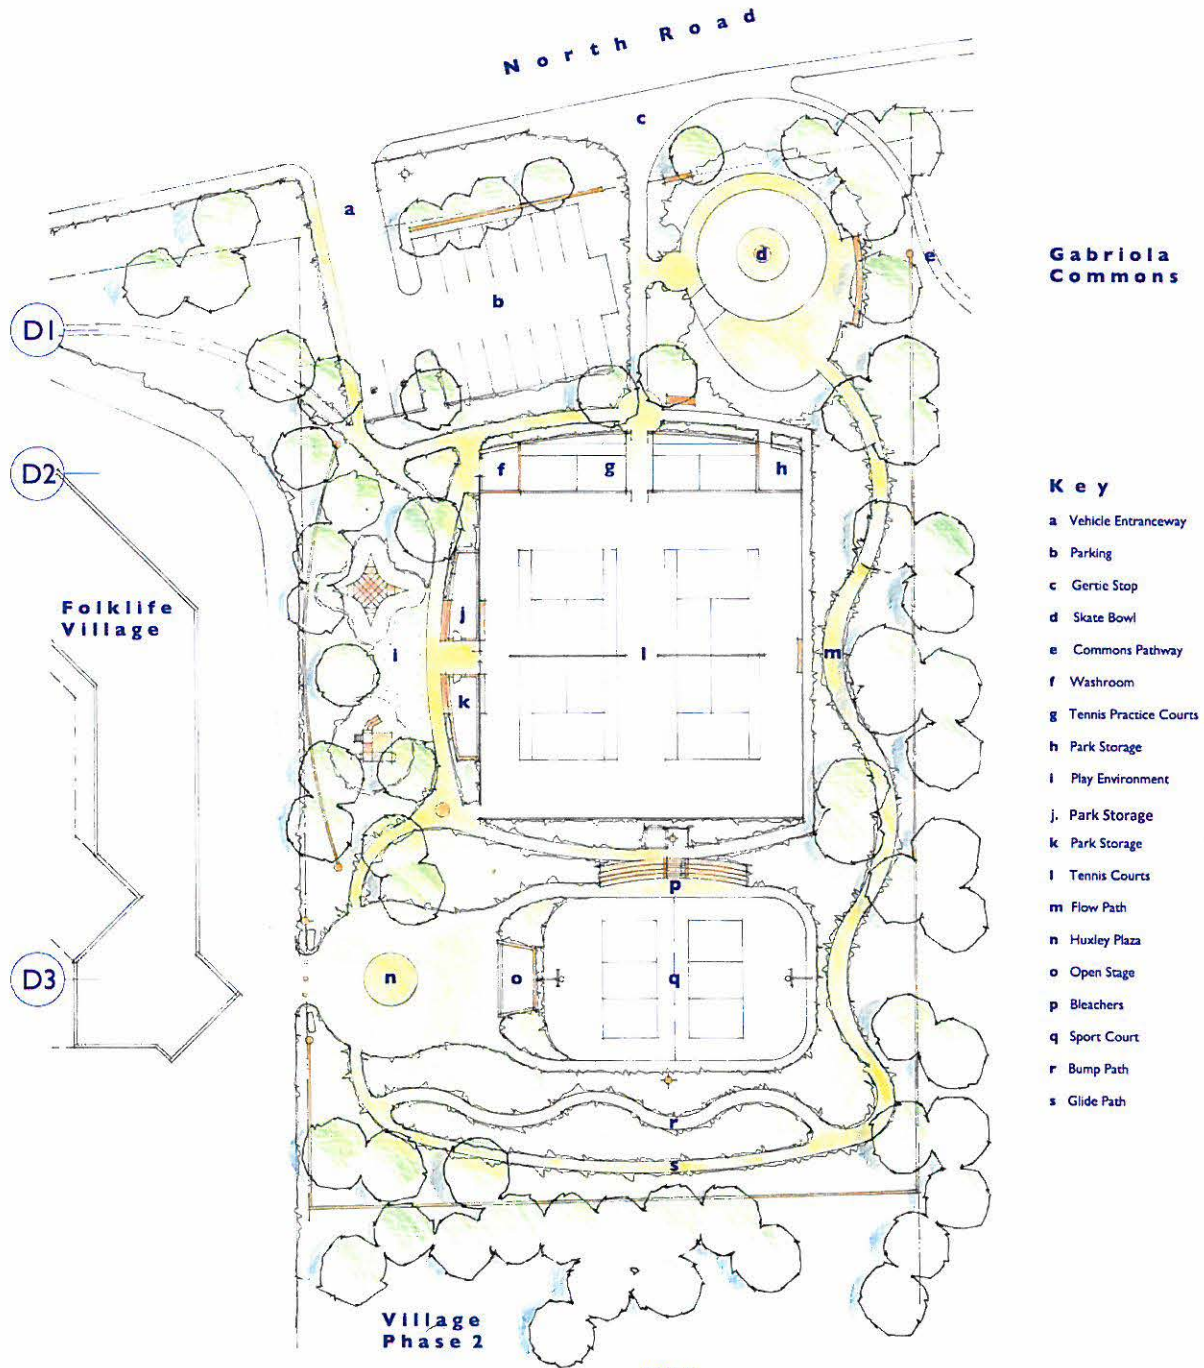 North Road
c
a
d
e
Gabriola
Commons
b
D1
f
g
h
D2
Key
a Vehicle Entranceway
b Parking
c Gertie Stop
d Skate Bowl
e Commons Pathway
f Washroom
g Tennis Practice Courts
h Park Storage
i Play Environment
j. Park Storage
k Park Storage
l Tennis Courts
m Flow Path
n Huxley Plaza
o Open Stage
p Bleachers
q Sport Court
r Bump Path
s Glide Path
Folklife
Village
j
i
l
m
k
p
D3
n
o
q
r
s
Village
Phase 2